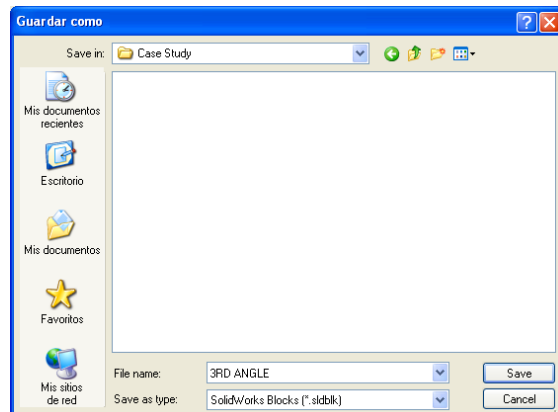 Guardar como
Save in:
Case Study
Mis documentos
recientes
Escritorio
Mis documentos
Favoritos
Mis sitios
de red
File name:
3RD ANGLE
Save
Save as type:
SolidWorks Blocks (*.sldblk)
Cancel